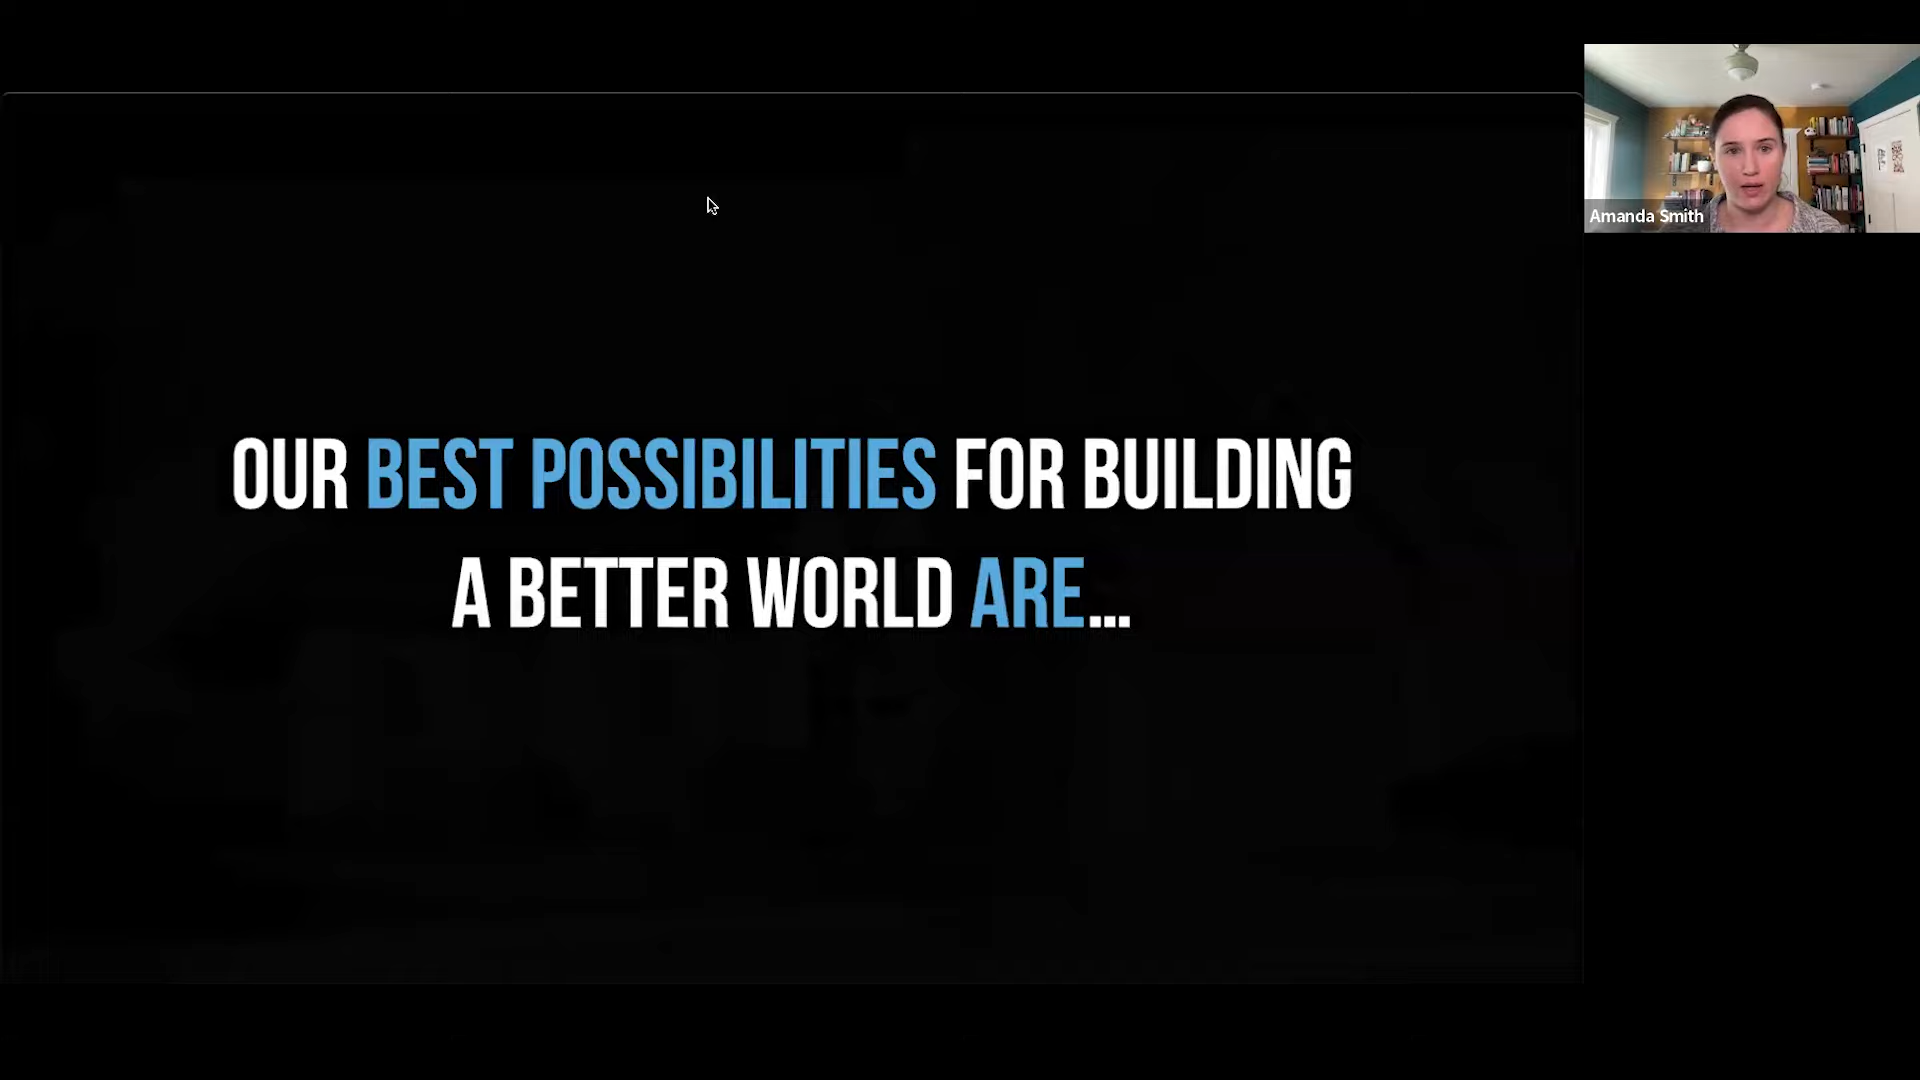 OUR BEST POSSIBILITIES FOR BUILDING
A BETTER WORLD ARE...
Amanda Smith